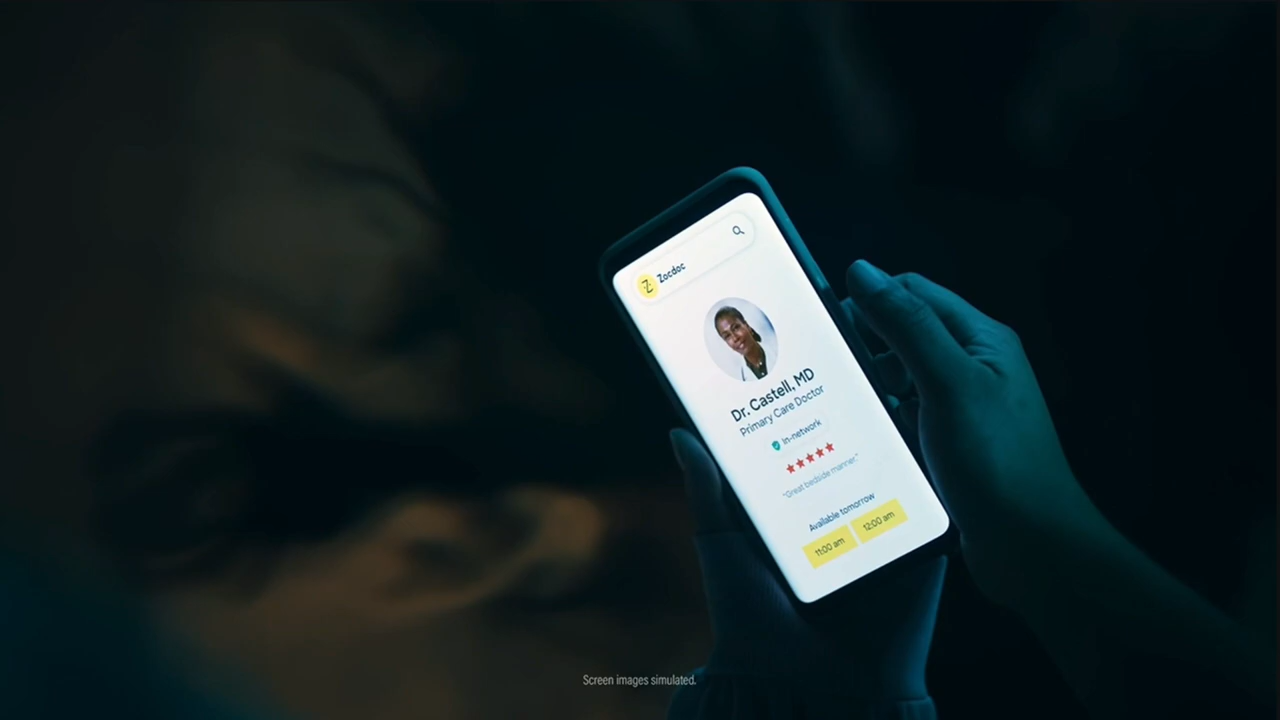 Zocdoc
Dr. Castell, MD
Primary Care Doctor
In-network
"Great bedside manner."
Available tomorrow
11:00 am 12:00 am
Screen images simulated.